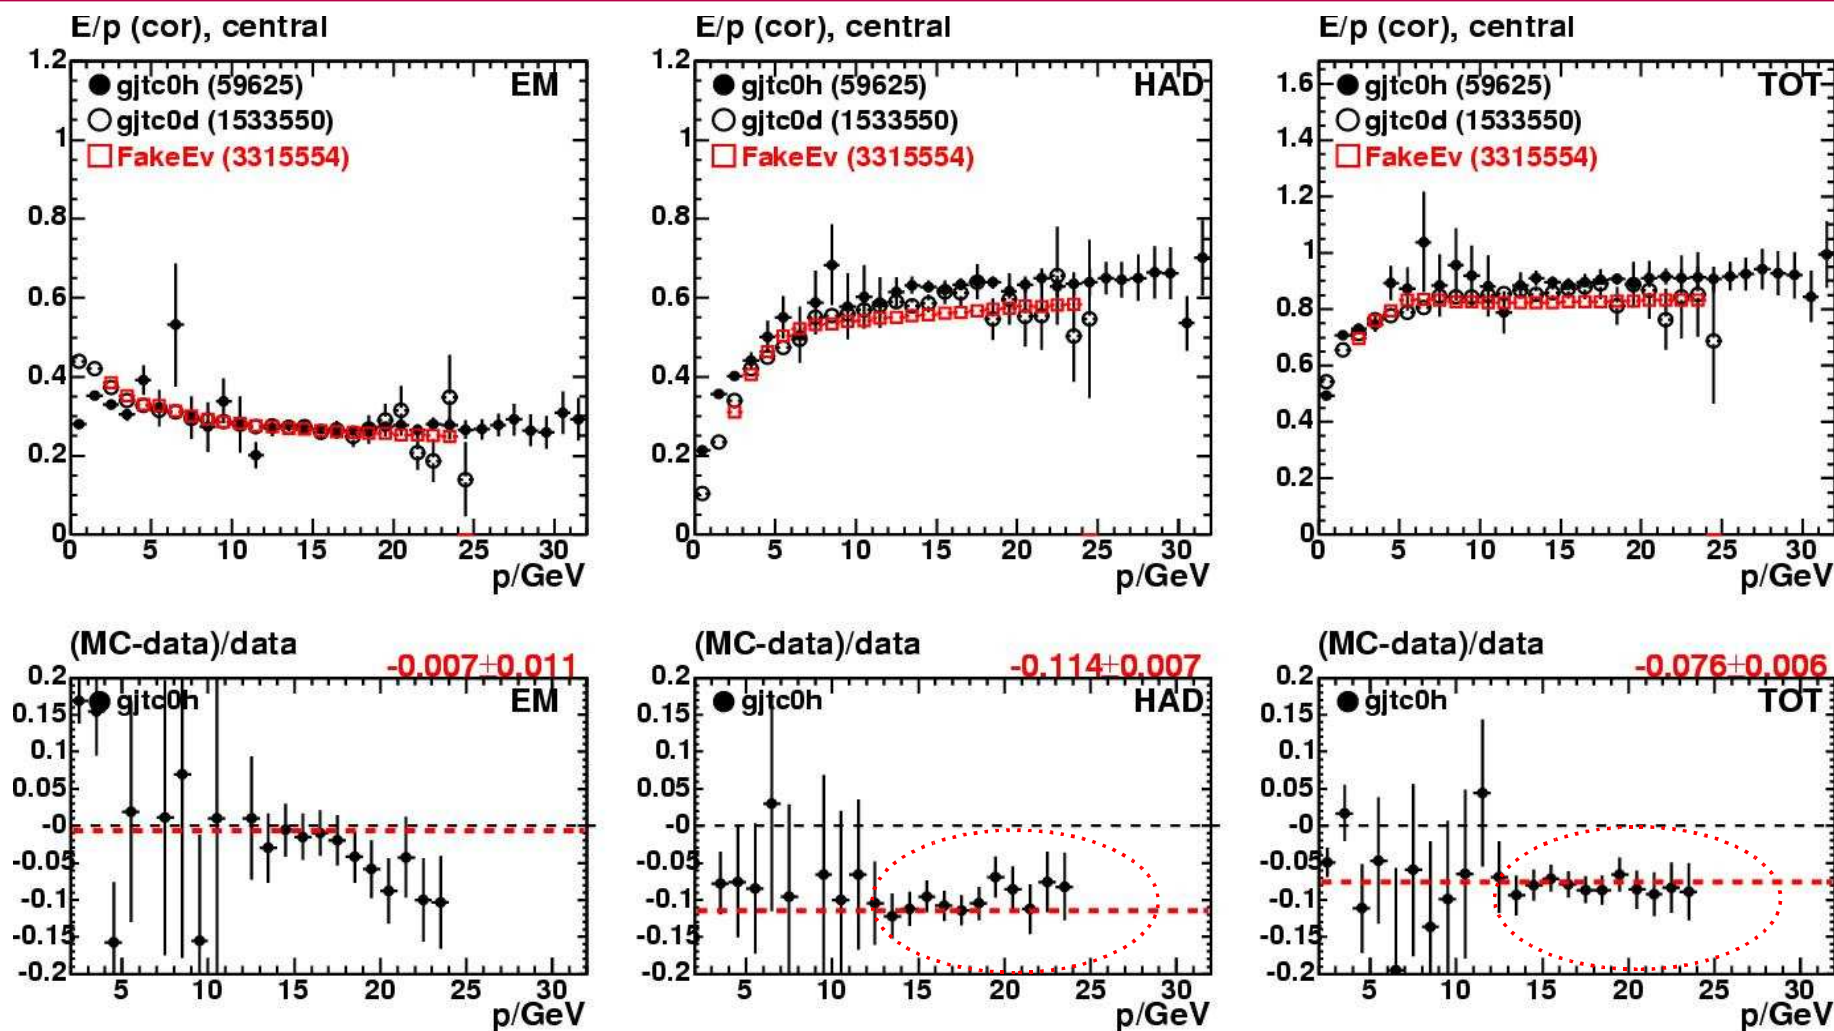 E/p (cor), central
1.2
1
0.8
0.6
0.4
0.2
0
gjtc0h (59625)
EM
gjtc0d (1533550)
FakeEv (3315554)
0 5 10 15 20 25 30
p/GeV
E/p (cor), central
1.2
1
0.8
0.6
0.4
0.2
0
gjtc0h (59625)
HAD
gjtc0d (1533550)
FakeEv (3315554)
0 5 10 15 20 25 30
p/GeV
E/p (cor), central
1.6
1.4
1.2
1
0.8
0.6
0.4
0.2
0
gjtc0h (59625)
TOT
gjtc0d (1533550)
FakeEv (3315554)
0 5 10 15 20 25 30
p/GeV
(MC-data)/data
-0.007±0.011
0.2
0.15
0.1
0.05
-0
-0.05
-0.1
-0.15
-0.2
gjtc0h
EM
5 10 15 20 25 30
p/GeV
(MC-data)/data
-0.114±0.007
0.2
0.15
0.1
0.05
-0
-0.05
-0.1
-0.15
-0.2
gjtc0h
HAD
5 10 15 20 25 30
p/GeV
(MC-data)/data
-0.076±0.006
0.2
0.15
0.1
0.05
-0
-0.05
-0.1
-0.15
-0.2
gjtc0h
TOT
5 10 15 20 25 30
p/GeV